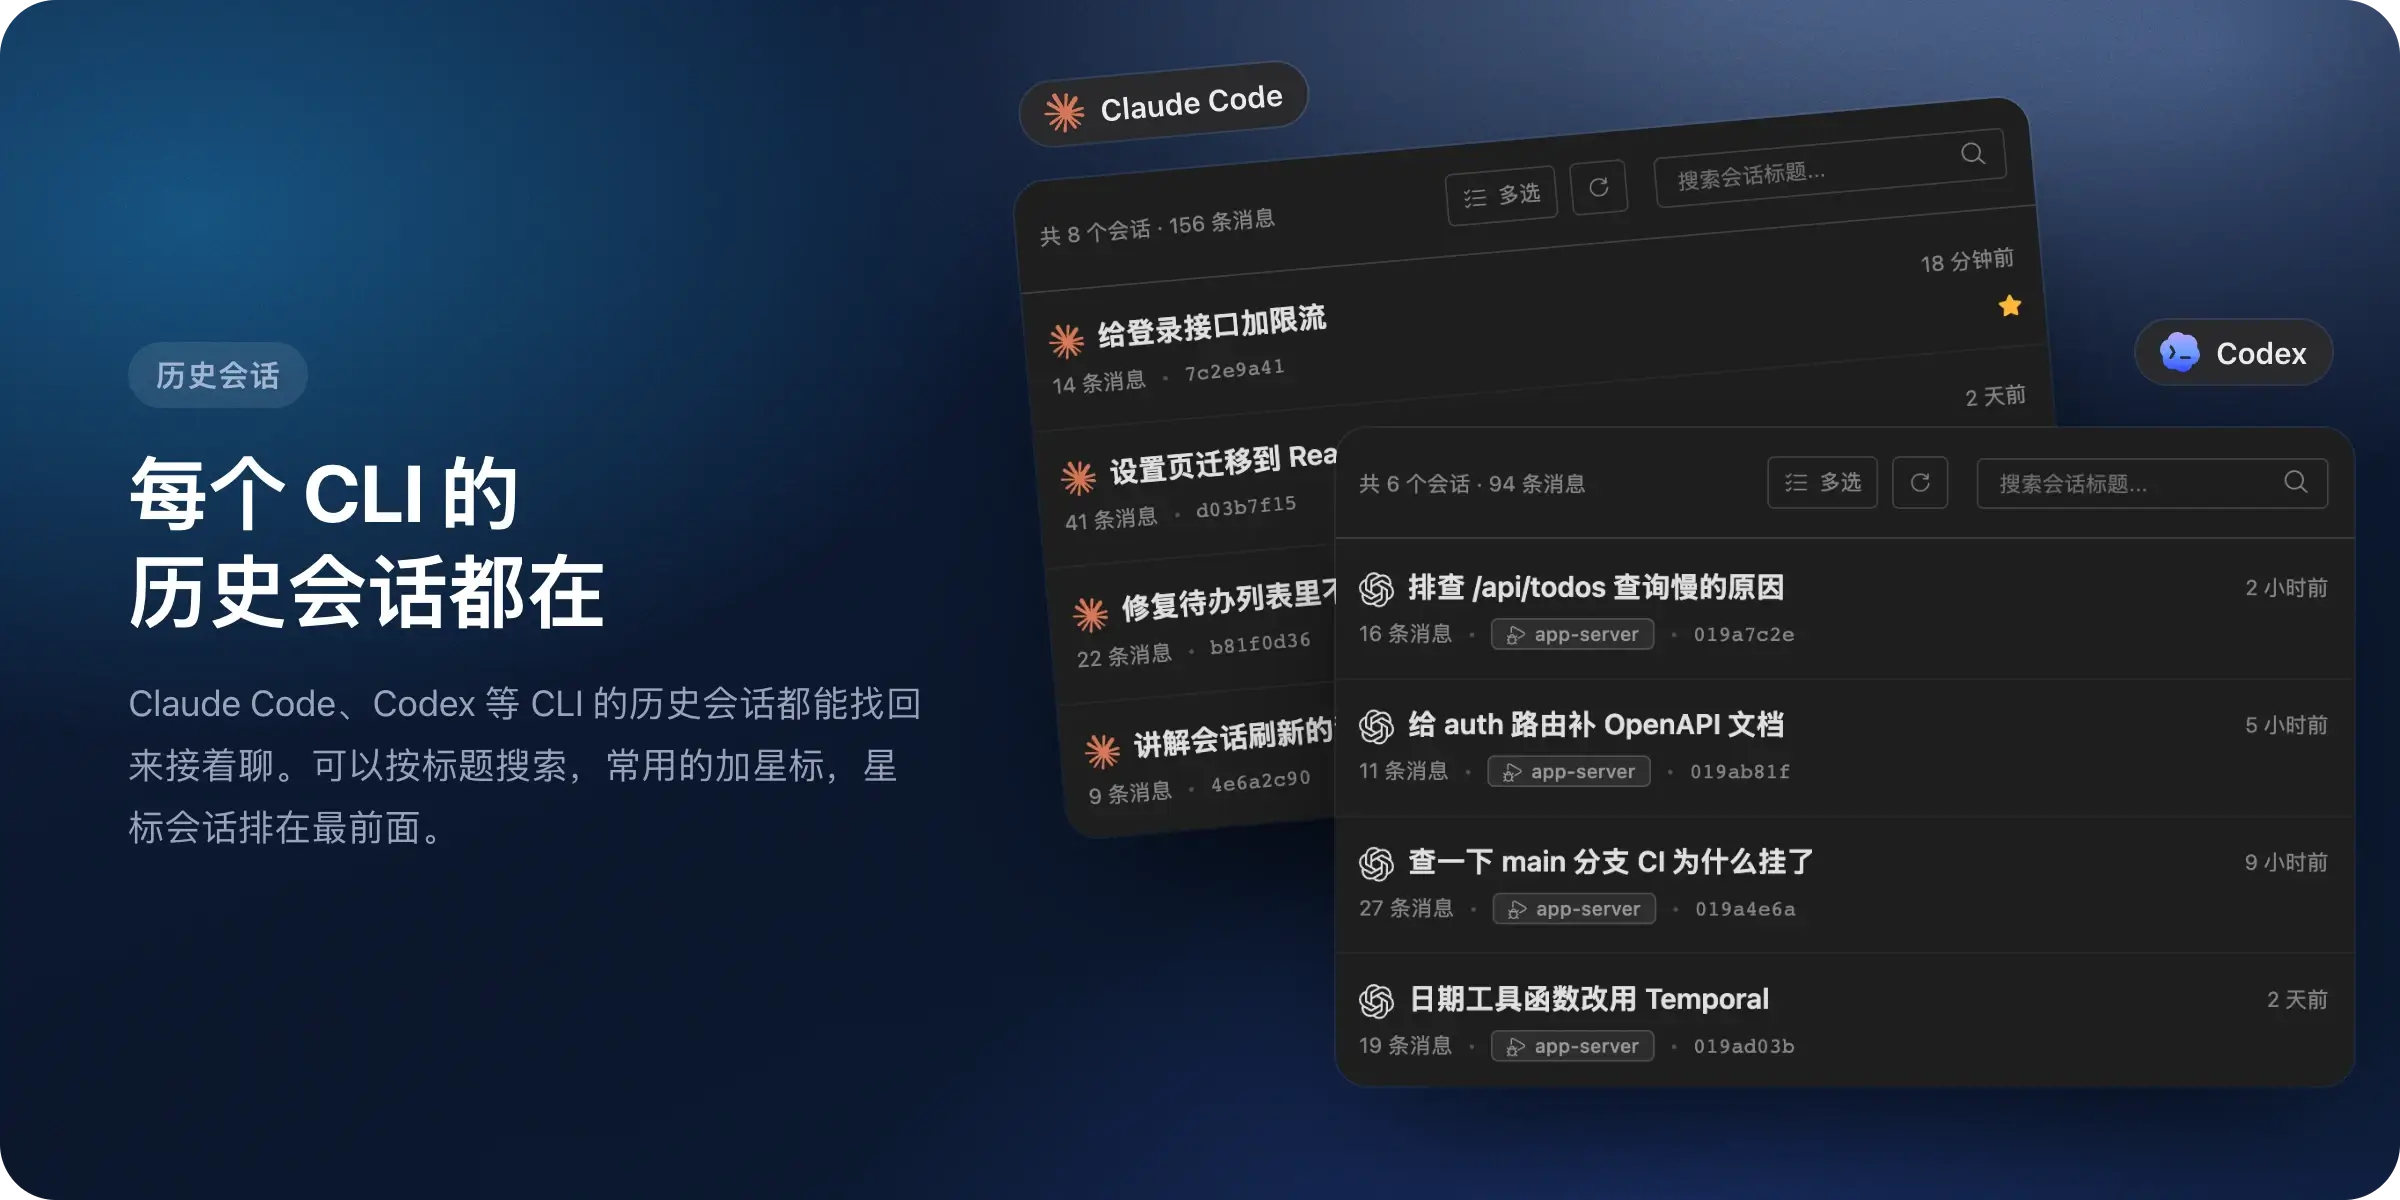 历史会话
每个 CLI 的
历史会话都在
Claude Code、Codex 等 CLI 的历史会话都能找回
来接着聊。可以按标题搜索，常用的加星标，星
标会话排在最前面。
Claude Code
共 8 个会话 · 156 条消息
多选
搜索会话标题...
给登录接口加限流
18 分钟前
14 条消息 · 7c2e9a41
设置页迁移到 Rea
2 天前
41 条消息 · d03b7f15
修复待办列表里
22 条消息 · b81f0d36
讲解会话刷新的
9 条消息 · 4e6a2c90
Codex
共 6 个会话 · 94 条消息
多选
搜索会话标题...
排查 /api/todos 查询慢的原因
2 小时前
16 条消息 · app-server · 019a7c2e
给 auth 路由补 OpenAPI 文档
5 小时前
11 条消息 · app-server · 019ab81f
查一下 main 分支 CI 为什么挂了
9 小时前
27 条消息 · app-server · 019a4e6a
日期工具函数改用 Temporal
2 天前
19 条消息 · app-server · 019ad03b